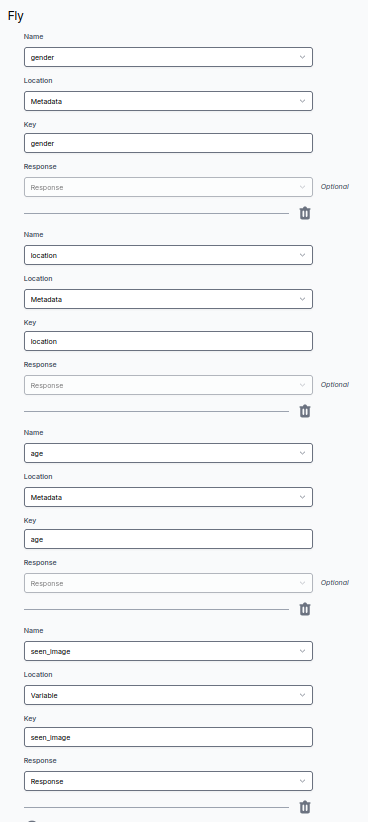 Fly
Name
gender
Location
Metadata
Key
gender
Response
Response
Optional
Name
location
Location
Metadata
Key
location
Response
Response
Optional
Name
age
Location
Metadata
Key
age
Response
Response
Optional
Name
seen_image
Location
Variable
Key
seen_image
Response
Response